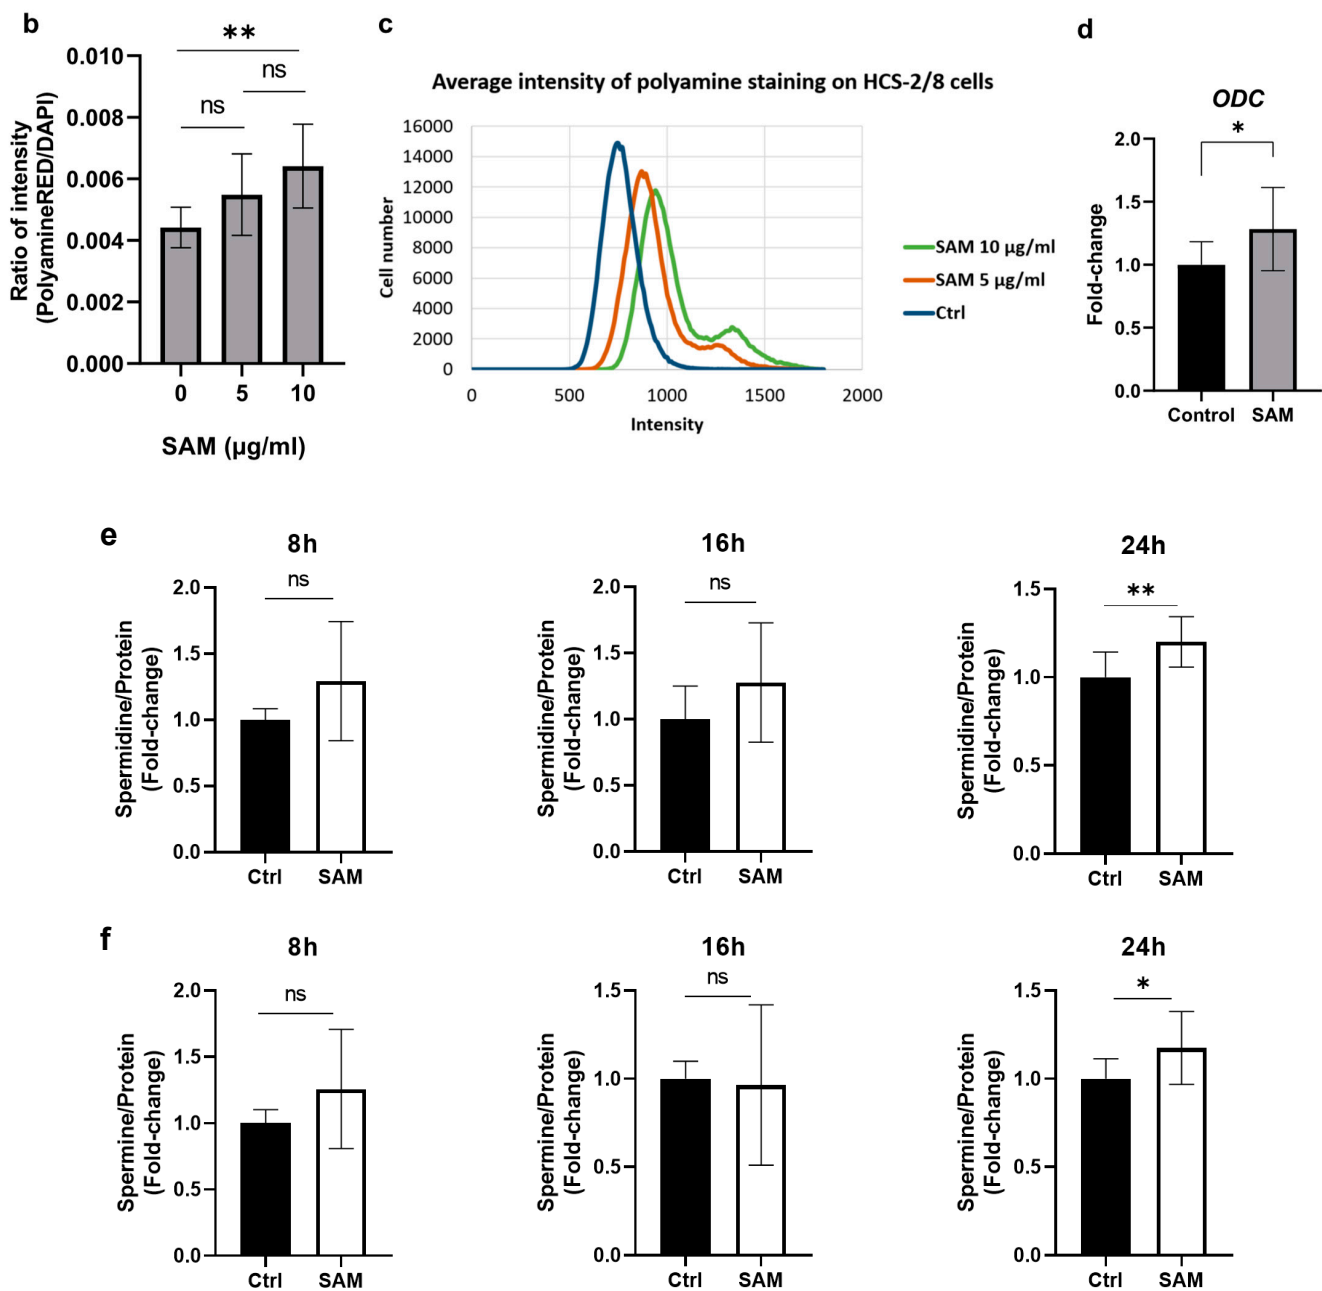 b
**
ns
ns
0.010
0.008
0.006
0.004
0.002
0.000
Ratio of intensity
(PolyamineRED/DAPI)
0 5 10
SAM (µg/ml)
c
Average intensity of polyamine staining on HCS-2/8 cells
16000
14000
12000
10000
8000
6000
4000
2000
0
Cell number
0 500 1000 1500 2000
Intensity
SAM 10 µg/ml
SAM 5 µg/ml
Ctrl
d
ODC
*
2.0
1.5
1.0
0.5
0.0
Fold-change
Control SAM
e
8h
ns
2.0
1.5
1.0
0.5
0.0
Spermidine/Protein
(Fold-change)
Ctrl SAM
16h
ns
2.0
1.5
1.0
0.5
0.0
Spermidine/Protein
(Fold-change)
Ctrl SAM
24h
**
1.5
1.0
0.5
0.0
Spermidine/Protein
(Fold-change)
Ctrl SAM
f
8h
ns
2.0
1.5
1.0
0.5
0.0
Spermine/Protein
(Fold-change)
Ctrl SAM
16h
ns
1.5
1.0
0.5
0.0
Spermine/Protein
(Fold-change)
Ctrl SAM
24h
*
1.5
1.0
0.5
0.0
Spermine/Protein
(Fold-change)
Ctrl SAM